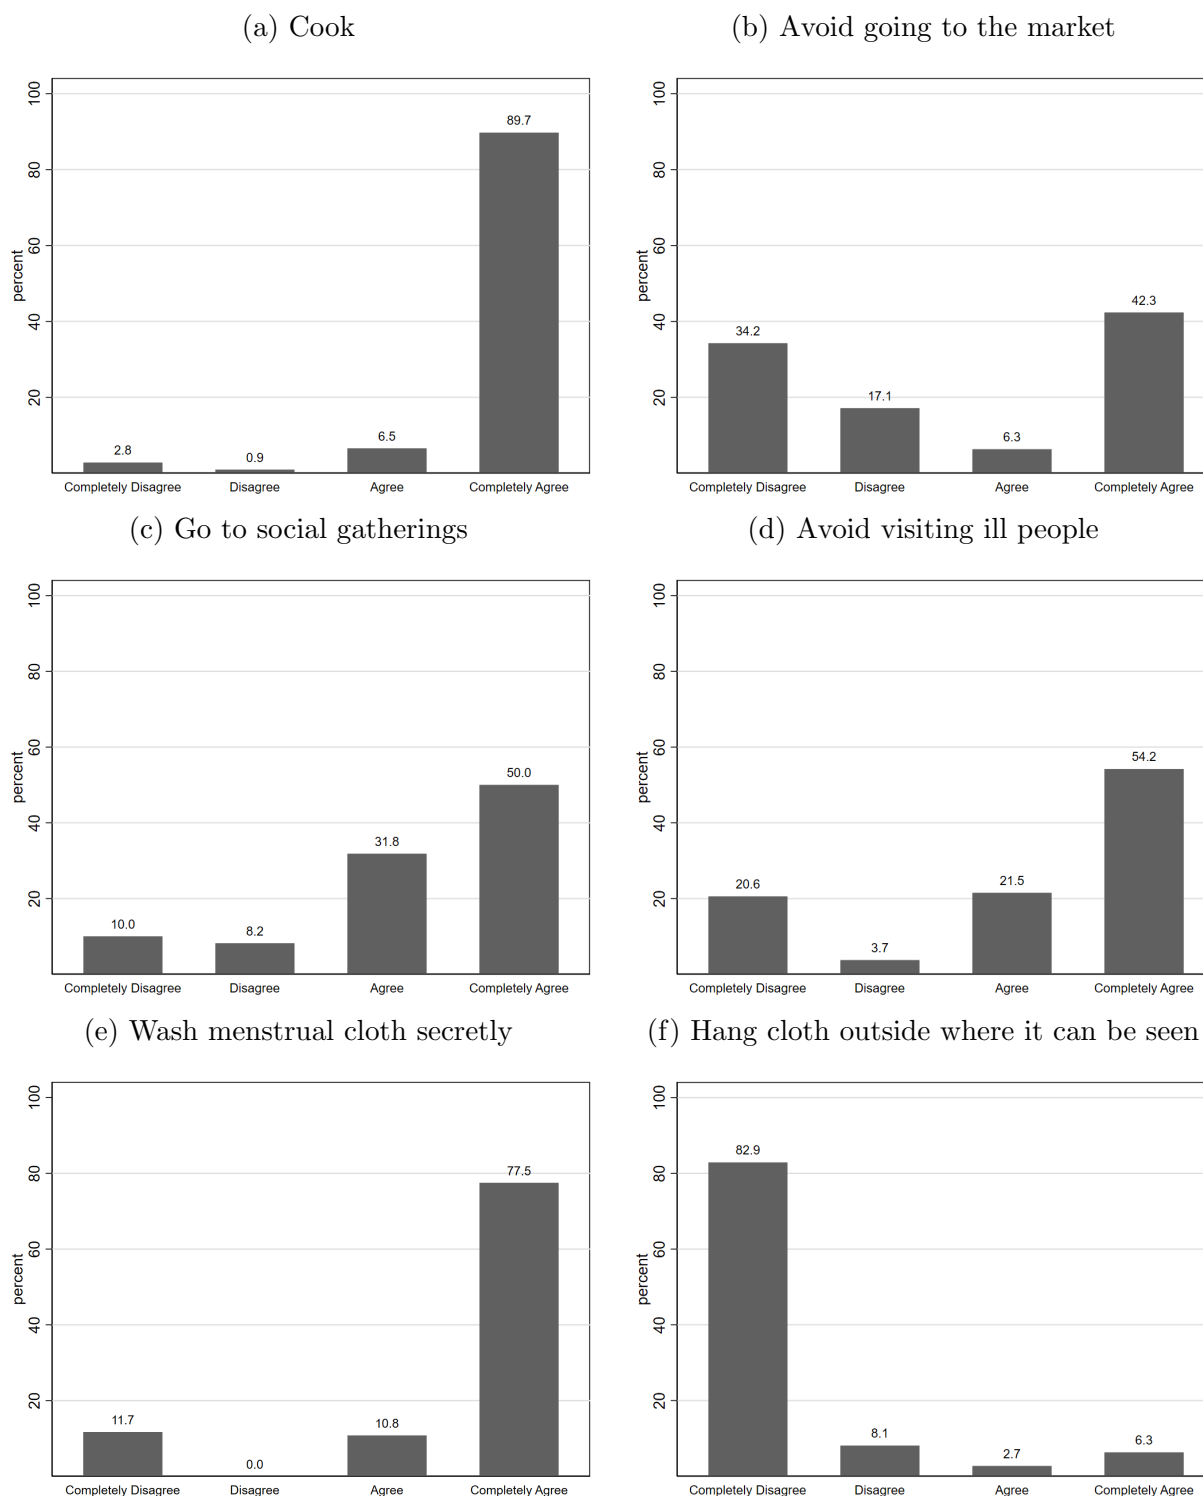 (a) Cook
(b) Avoid going to the market
percent
100
80
60
40
20
2.8
0.9
6.5
89.7
Completely Disagree
Disagree
Agree
Completely Agree
percent
100
80
60
40
20
34.2
17.1
6.3
42.3
Completely Disagree
Disagree
Agree
Completely Agree
(c) Go to social gatherings
(d) Avoid visiting ill people
percent
100
80
60
40
20
10.0
8.2
31.8
50.0
Completely Disagree
Disagree
Agree
Completely Agree
percent
100
80
60
40
20
20.6
3.7
21.5
54.2
Completely Disagree
Disagree
Agree
Completely Agree
(e) Wash menstrual cloth secretly
(f) Hang cloth outside where it can be seen
percent
100
80
60
40
20
11.7
0.0
10.8
77.5
Completely Disagree
Disagree
Agree
Completely Agree
percent
100
80
60
40
20
82.9
8.1
2.7
6.3
Completely Disagree
Disagree
Agree
Completely Agree